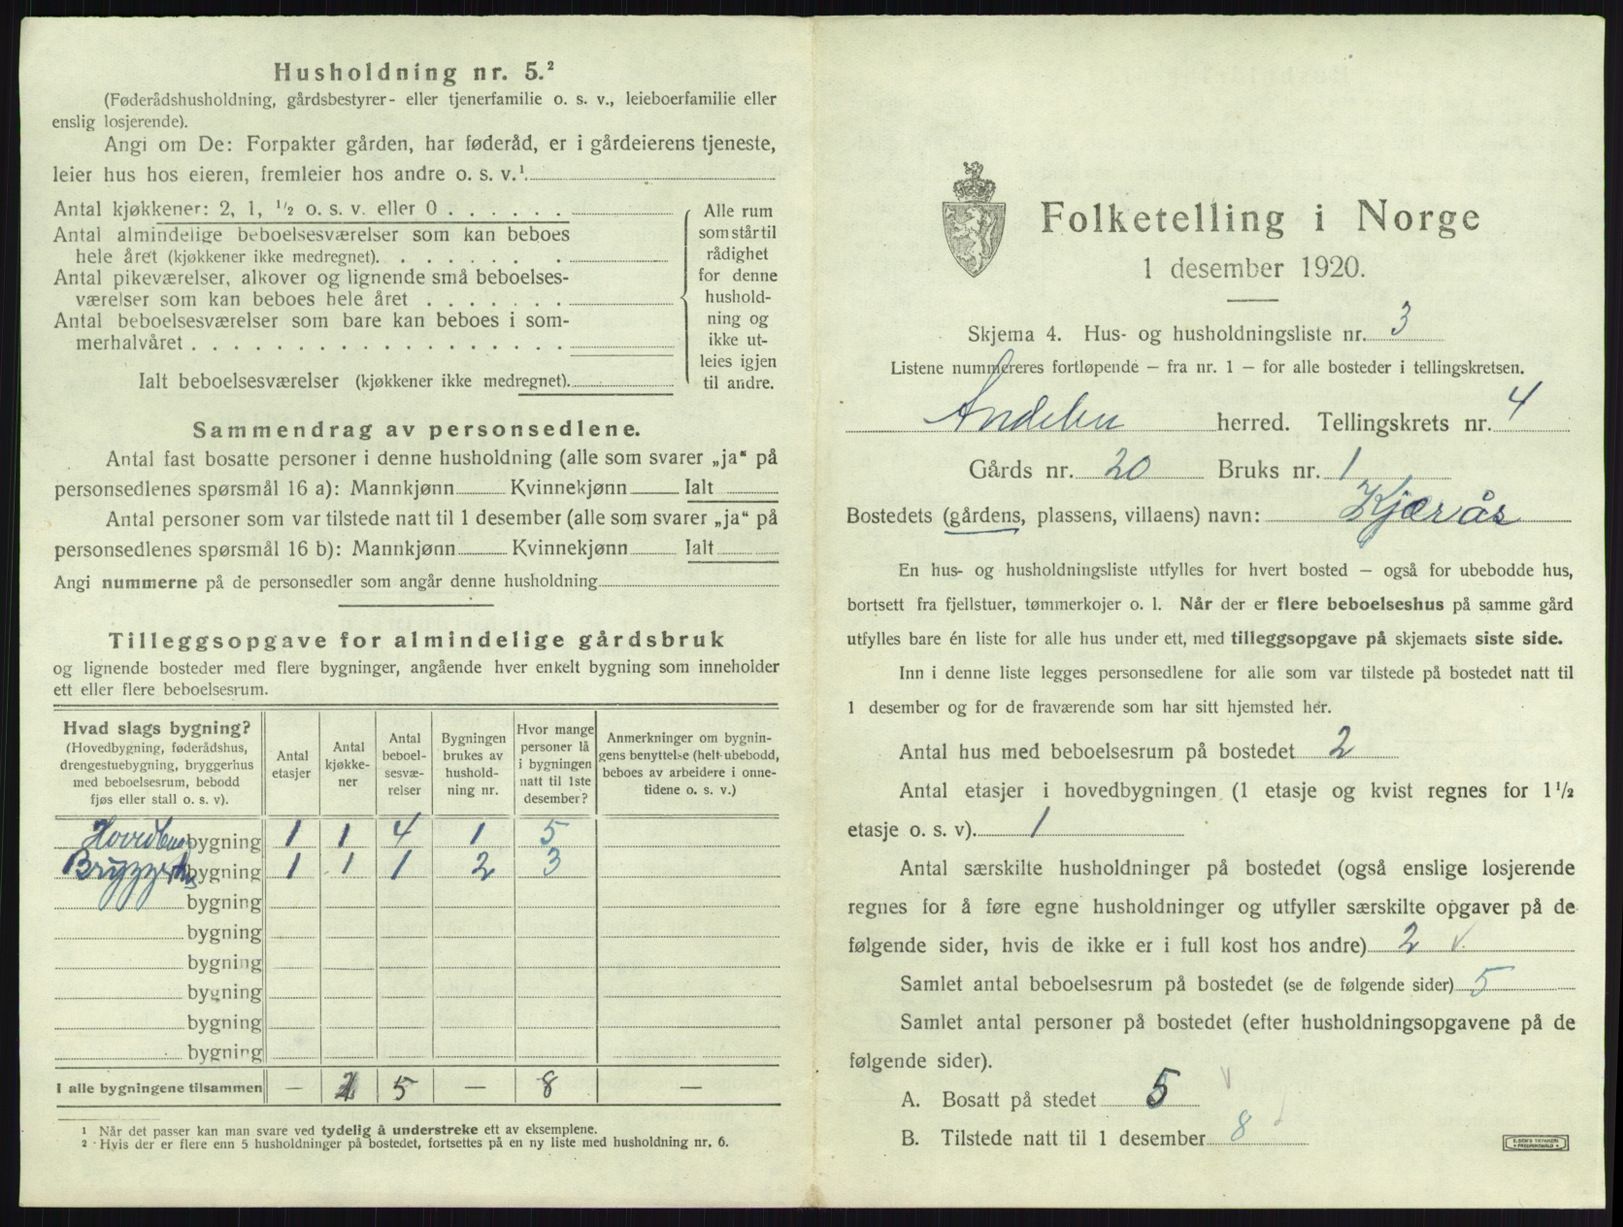 Husholdning nr. 5.²
(Føderådshusholdning, gårdsbestyrer- eller tjenerfamilie o. s. v., leieboerfamilie eller
enslig losjerende).
Angi om De: Forpakter gården, har føderåd, er i gårdeierens tjeneste,
leier hus hos eieren, fremleier hos andre o. s. v.¹
Antal kjøkkener: 2, 1, ½ o. s. v. eller 0
Antal almindelige beboelsesværelser som kan beboes
hele året (kjøkkener ikke medregnet).
Antal pikeværelser, alkover og lignende små beboelses-
værelser som kan beboes hele året
Antal beboelsesværelser som bare kan beboes i som-
merhalvåret
Ialt beboelsesværelser (kjøkkener ikke medregnet).
Alle rum
som står til
rådighet
for denne
hushold-
ning og
ikke ut-
leies igjen
til andre.
Sammendrag av personsedlene.
Antal fast bosatte personer i denne husholdning (alle som svarer „ja“ på
personsedlenes spørsmål 16 a): Mannkjønn Kvinnekjønn Ialt
Antal personer som var tilstede natt til 1 desember (alle som svarer „ja“ på
personsedlenes spørsmål 16 b): Mannkjønn Kvinnekjønn Ialt
Angi nummerne på de personsedler som angår denne husholdning
Tilleggsopgave for almindelige gårdsbruk
og lignende bosteder med flere bygninger, angående hver enkelt bygning som inneholder
ett eller flere beboelsesrum.
Hvad slags bygning?
(Hovedbygning, føderådshus,
drengestuebygning, bryggerhus
med beboelsesrum, bebodd
fjøs eller stall o. s. v.).
Antal
etasjer
Antal
kjøkke-
ner
Antal
beboel-
sesvæ-
relser
Bygningen
brukes av
hushold-
ning nr.
Hvor mange
personer lå
i bygningen
natt til 1ste
desember?
Anmerkninger om bygnin-
gens benyttelse (helt ubebodd,
beboes av arbeidere i onne-
tidene o. s. v.)
bygning 1 1 4 1 5
Bryggerhus bygning 1 1 1 2 3
bygning
bygning
bygning
bygning
bygning
bygning
I alle bygningene tilsammen — 2 5 — 8 —
¹ Når det passer kan man svare ved tydelig å understreke ett av eksemplene.
² Hvis der er flere enn 5 husholdninger på bostedet, fortsettes på en ny liste med husholdning nr. 6.
Folketelling i Norge
1 desember 1920.
Skjema 4. Hus- og husholdningsliste nr. 3
Listene nummereres fortløpende — fra nr. 1 — for alle bosteder i tellingskretsen.
Andebu herred. Tellingskrets nr. 4
Gårds nr. 20 Bruks nr. 1
Bostedets (gårdens, plassens, villaens) navn: Kjærås
En hus- og husholdningsliste utfylles for hvert bosted — også for ubebodde hus,
bortsett fra fjellstuer, tømmerkojer o. l. Når der er flere beboelseshus på samme gård
utfylles bare én liste for alle hus under ett, med tilleggsopgave på skjemaets siste side.
Inn i denne liste legges personsedlene for alle som var tilstede på bostedet natt til
1 desember og for de fraværende som har sitt hjemsted her.
Antal hus med beboelsesrum på bostedet 2
Antal etasjer i hovedbygningen (1 etasje og kvist regnes for 1½
etasje o. s. v). 1
Antal særskilte husholdninger på bostedet (også enslige losjerende
regnes for å føre egne husholdninger og utfyller særskilte opgaver på de
følgende sider, hvis de ikke er i full kost hos andre) 2 v
Samlet antal beboelsesrum på bostedet (se de følgende sider) 5
Samlet antal personer på bostedet (efter husholdningsopgavene på de
følgende sider).
A. Bosatt på stedet 5 v
B. Tilstede natt til 1 desember 8